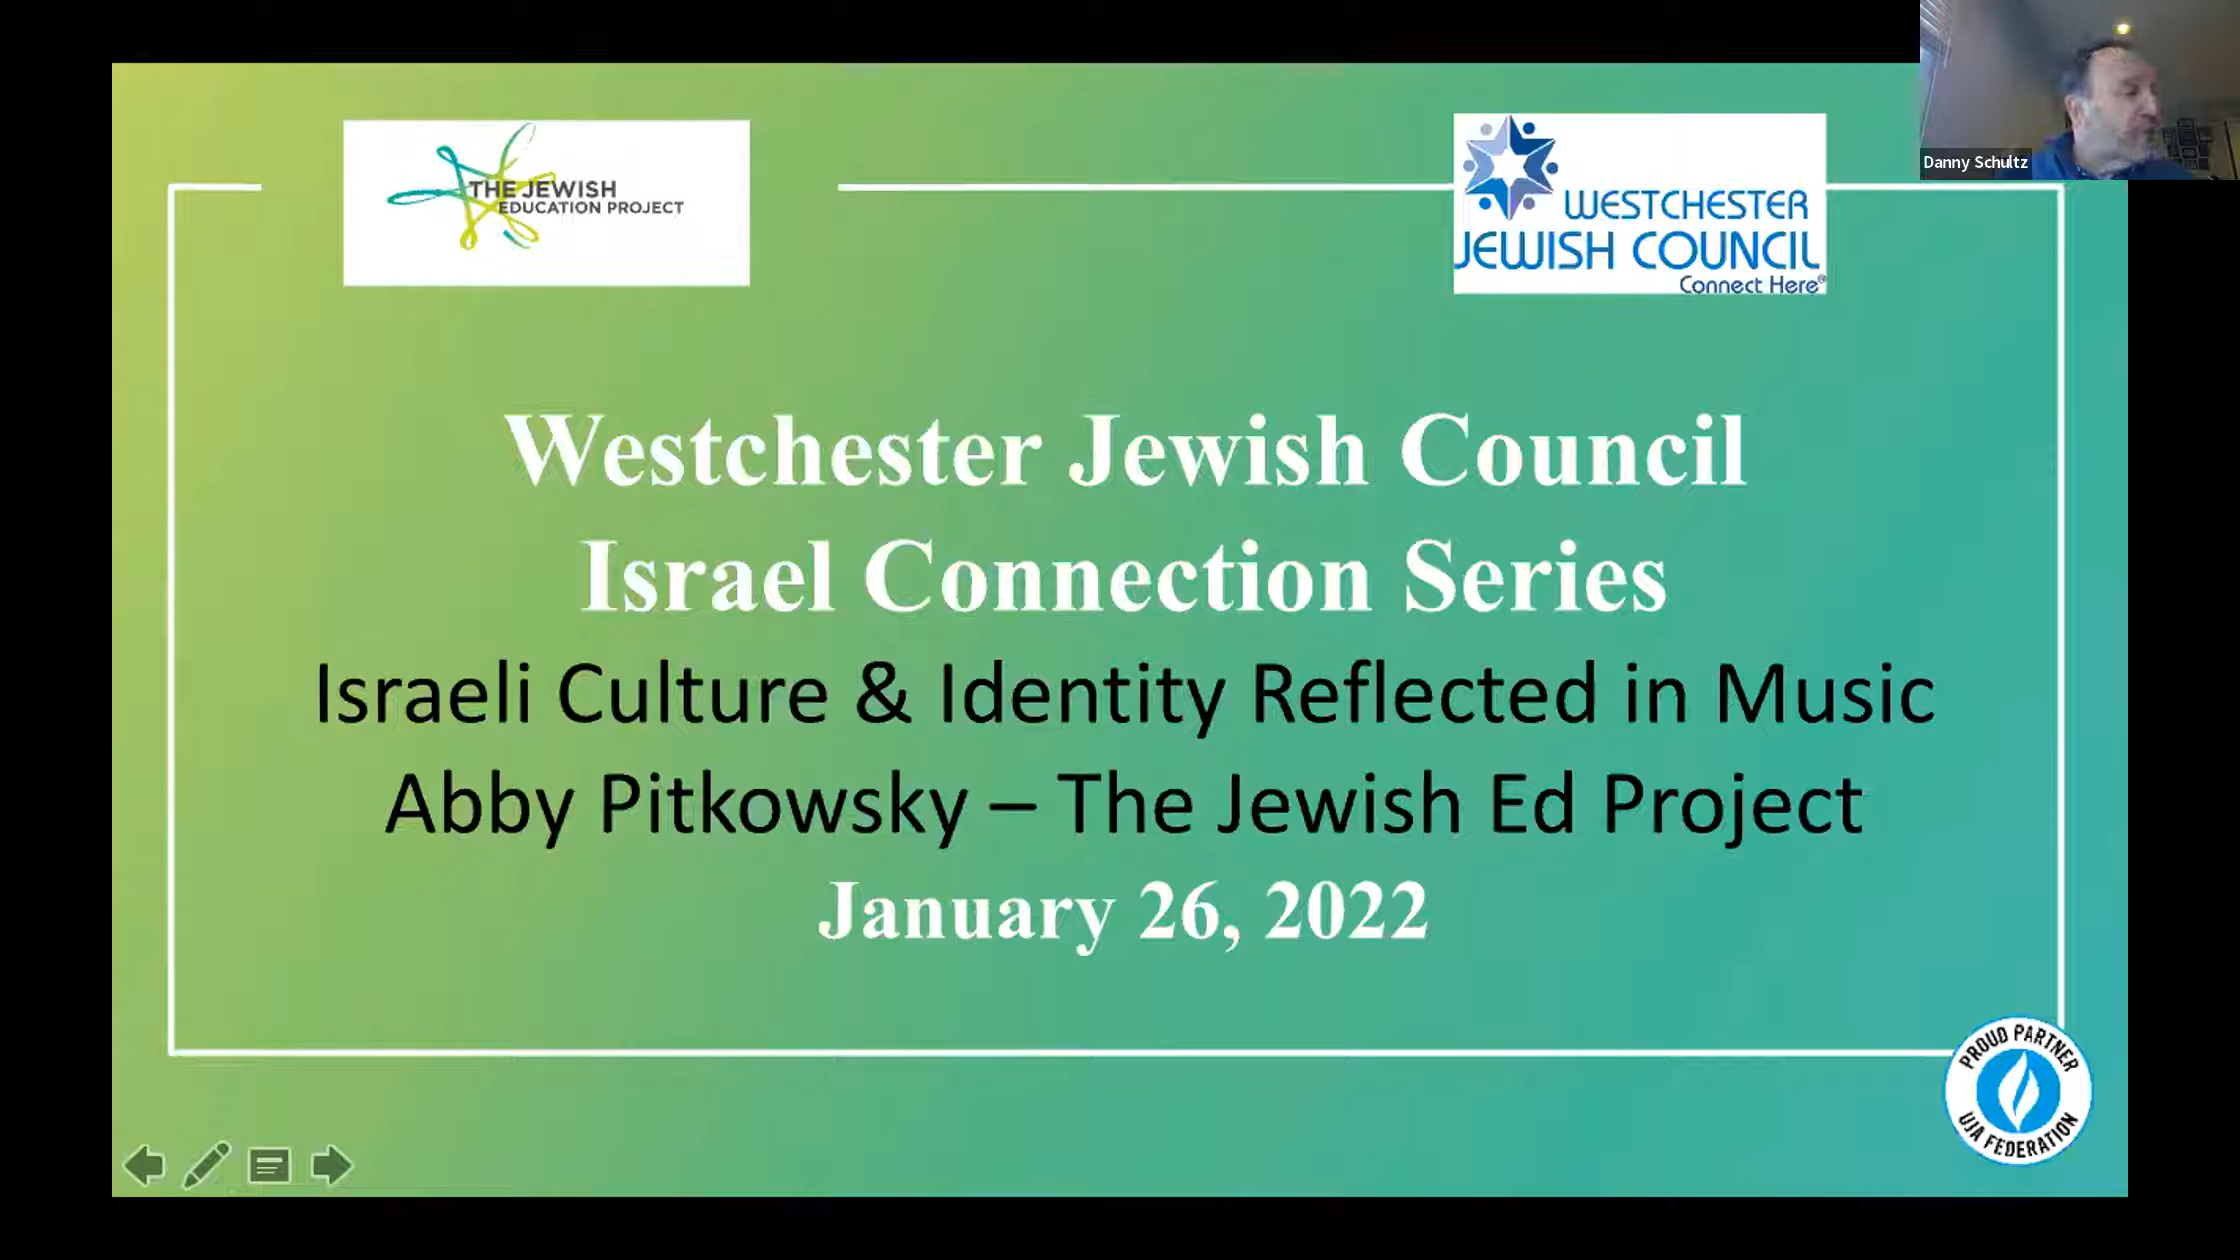 THE JEWISH
EDUCATION PROJECT
WESTCHESTER
JEWISH COUNCIL
Connect Here®
Danny Schultz
Westchester Jewish Council
Israel Connection Series
Israeli Culture & Identity Reflected in Music
Abby Pitkowsky – The Jewish Ed Project
January 26, 2022
PROUD PARTNER
UJA FEDERATION